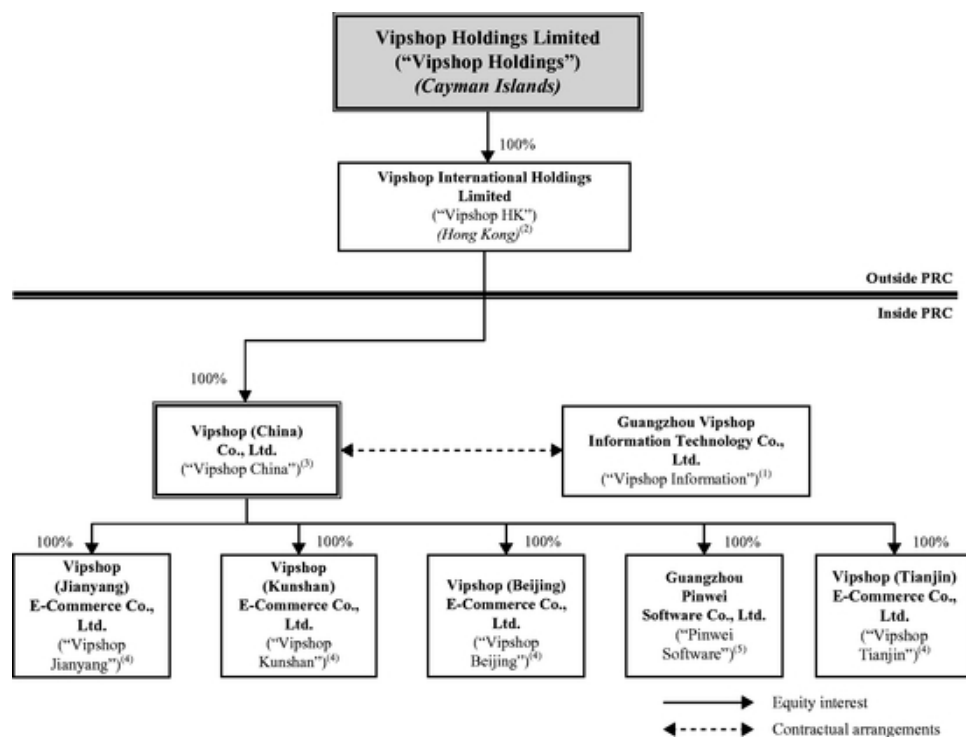 Vipshop Holdings Limited
(“Vipshop Holdings”)
(Cayman Islands)
100%
Vipshop International Holdings
Limited
(“Vipshop HK”)
(Hong Kong)(2)
Outside PRC
Inside PRC
100%
Vipshop (China)
Co., Ltd.
(“Vipshop China”)(3)
Guangzhou Vipshop
Information Technology Co.,
Ltd.
(“Vipshop Information”)(1)
100%
Vipshop
(Jianyang)
E-Commerce Co.,
Ltd.
(“Vipshop
Jianyang”)(4)
100%
Vipshop
(Kunshan)
E-Commerce Co.,
Ltd.
(“Vipshop
Kunshan”)(4)
100%
Vipshop (Beijing)
E-Commerce Co.,
Ltd.
(“Vipshop
Beijing”)(4)
100%
Guangzhou
Pinwei
Software Co., Ltd.
(“Pinwei
Software”)(5)
100%
Vipshop (Tianjin)
E-Commerce Co.,
Ltd.
(“Vipshop
Tianjin”)(4)
Equity interest
Contractual arrangements